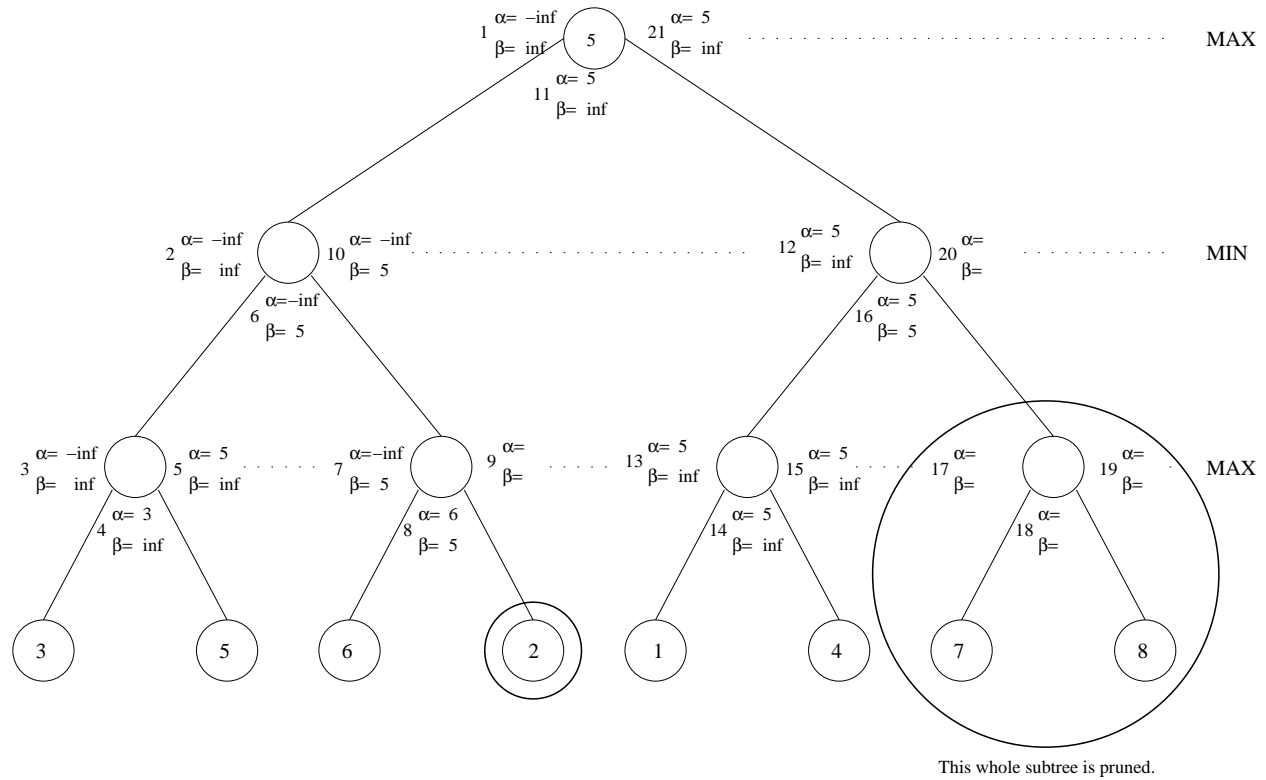 1 α= −inf
β= inf
5
21 α= 5
β= inf
MAX
11 α= 5
β= inf
2 α= −inf
β= inf
10 α= −inf
β= 5
12 α= 5
β= inf
20 α=
β=
MIN
6 α=−inf
β= 5
16 α= 5
β= 5
3 α= −inf
β= inf
5 α= 5
β= inf
7 α=−inf
β= 5
9 α=
β=
13 α= 5
β= inf
15 α= 5
β= inf
17 α=
β=
19 α=
β=
MAX
4 α= 3
β= inf
8 α= 6
β= 5
14 α= 5
β= inf
18 α=
β=
3 5 6 2 1 4 7 8
This whole subtree is pruned.